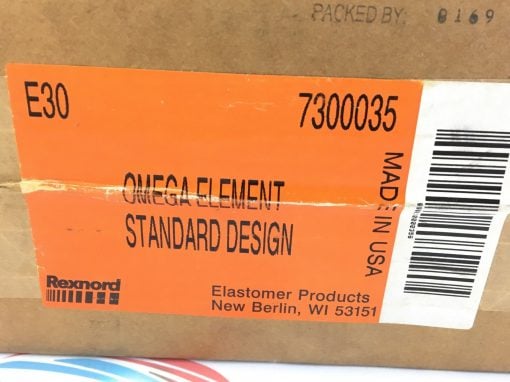 PACKED BY: 0169
E30 7300035
OMEGA ELEMENT
STANDARD DESIGN
MADE IN USA
Rexnord
Elastomer Products
New Berlin, WI 53151